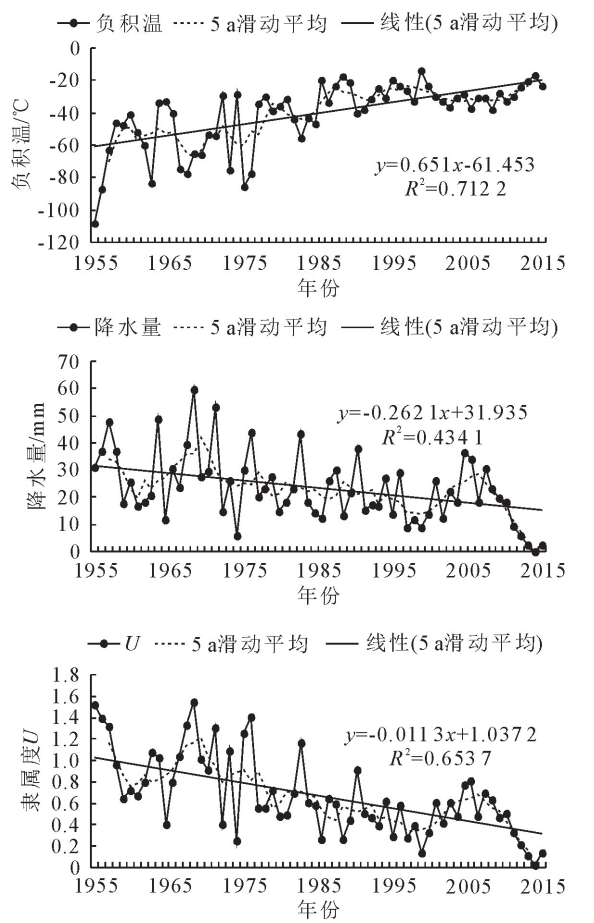 负积温 5 a滑动平均 线性(5 a滑动平均)
0
-20
-40
-60
-80
-100
-120
负积温/℃
y=0.651x-61.453
R²=0.712 2
1955 1965 1975 1985 1995 2005 2015
年份
降水量 5 a滑动平均 线性(5 a滑动平均)
70
60
50
40
30
20
10
0
降水量/mm
y=-0.262 1x+31.935
R²=0.434 1
1955 1965 1975 1985 1995 2005 2015
年份
U 5 a滑动平均 线性(5 a滑动平均)
1.8
1.6
1.4
1.2
1.0
0.8
0.6
0.4
0.2
0
隶属度U
y=-0.011 3x+1.037 2
R²=0.653 7
1955 1965 1975 1985 1995 2005 2015
年份